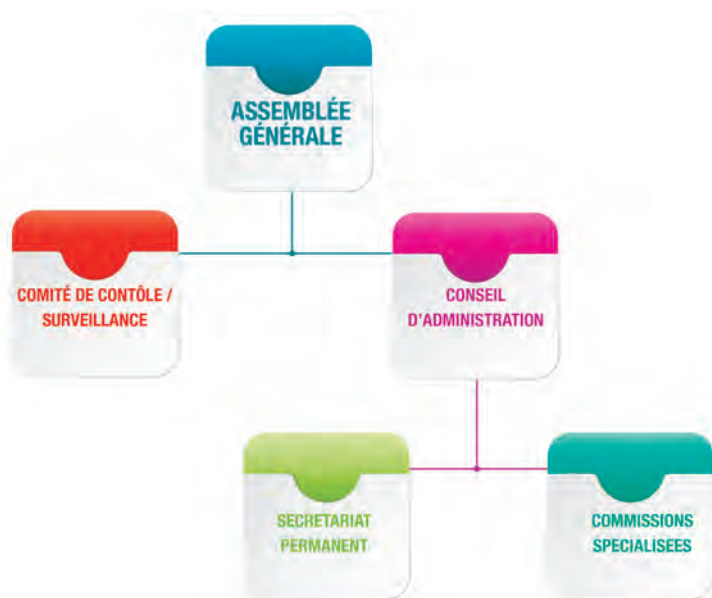 ASSEMBLÉE
GÉNÉRALE
COMITÉ DE CONTÔLE /
SURVEILLANCE
CONSEIL
D'ADMINISTRATION
SECRETARIAT
PERMANENT
COMMISSIONS
SPECIALISEES